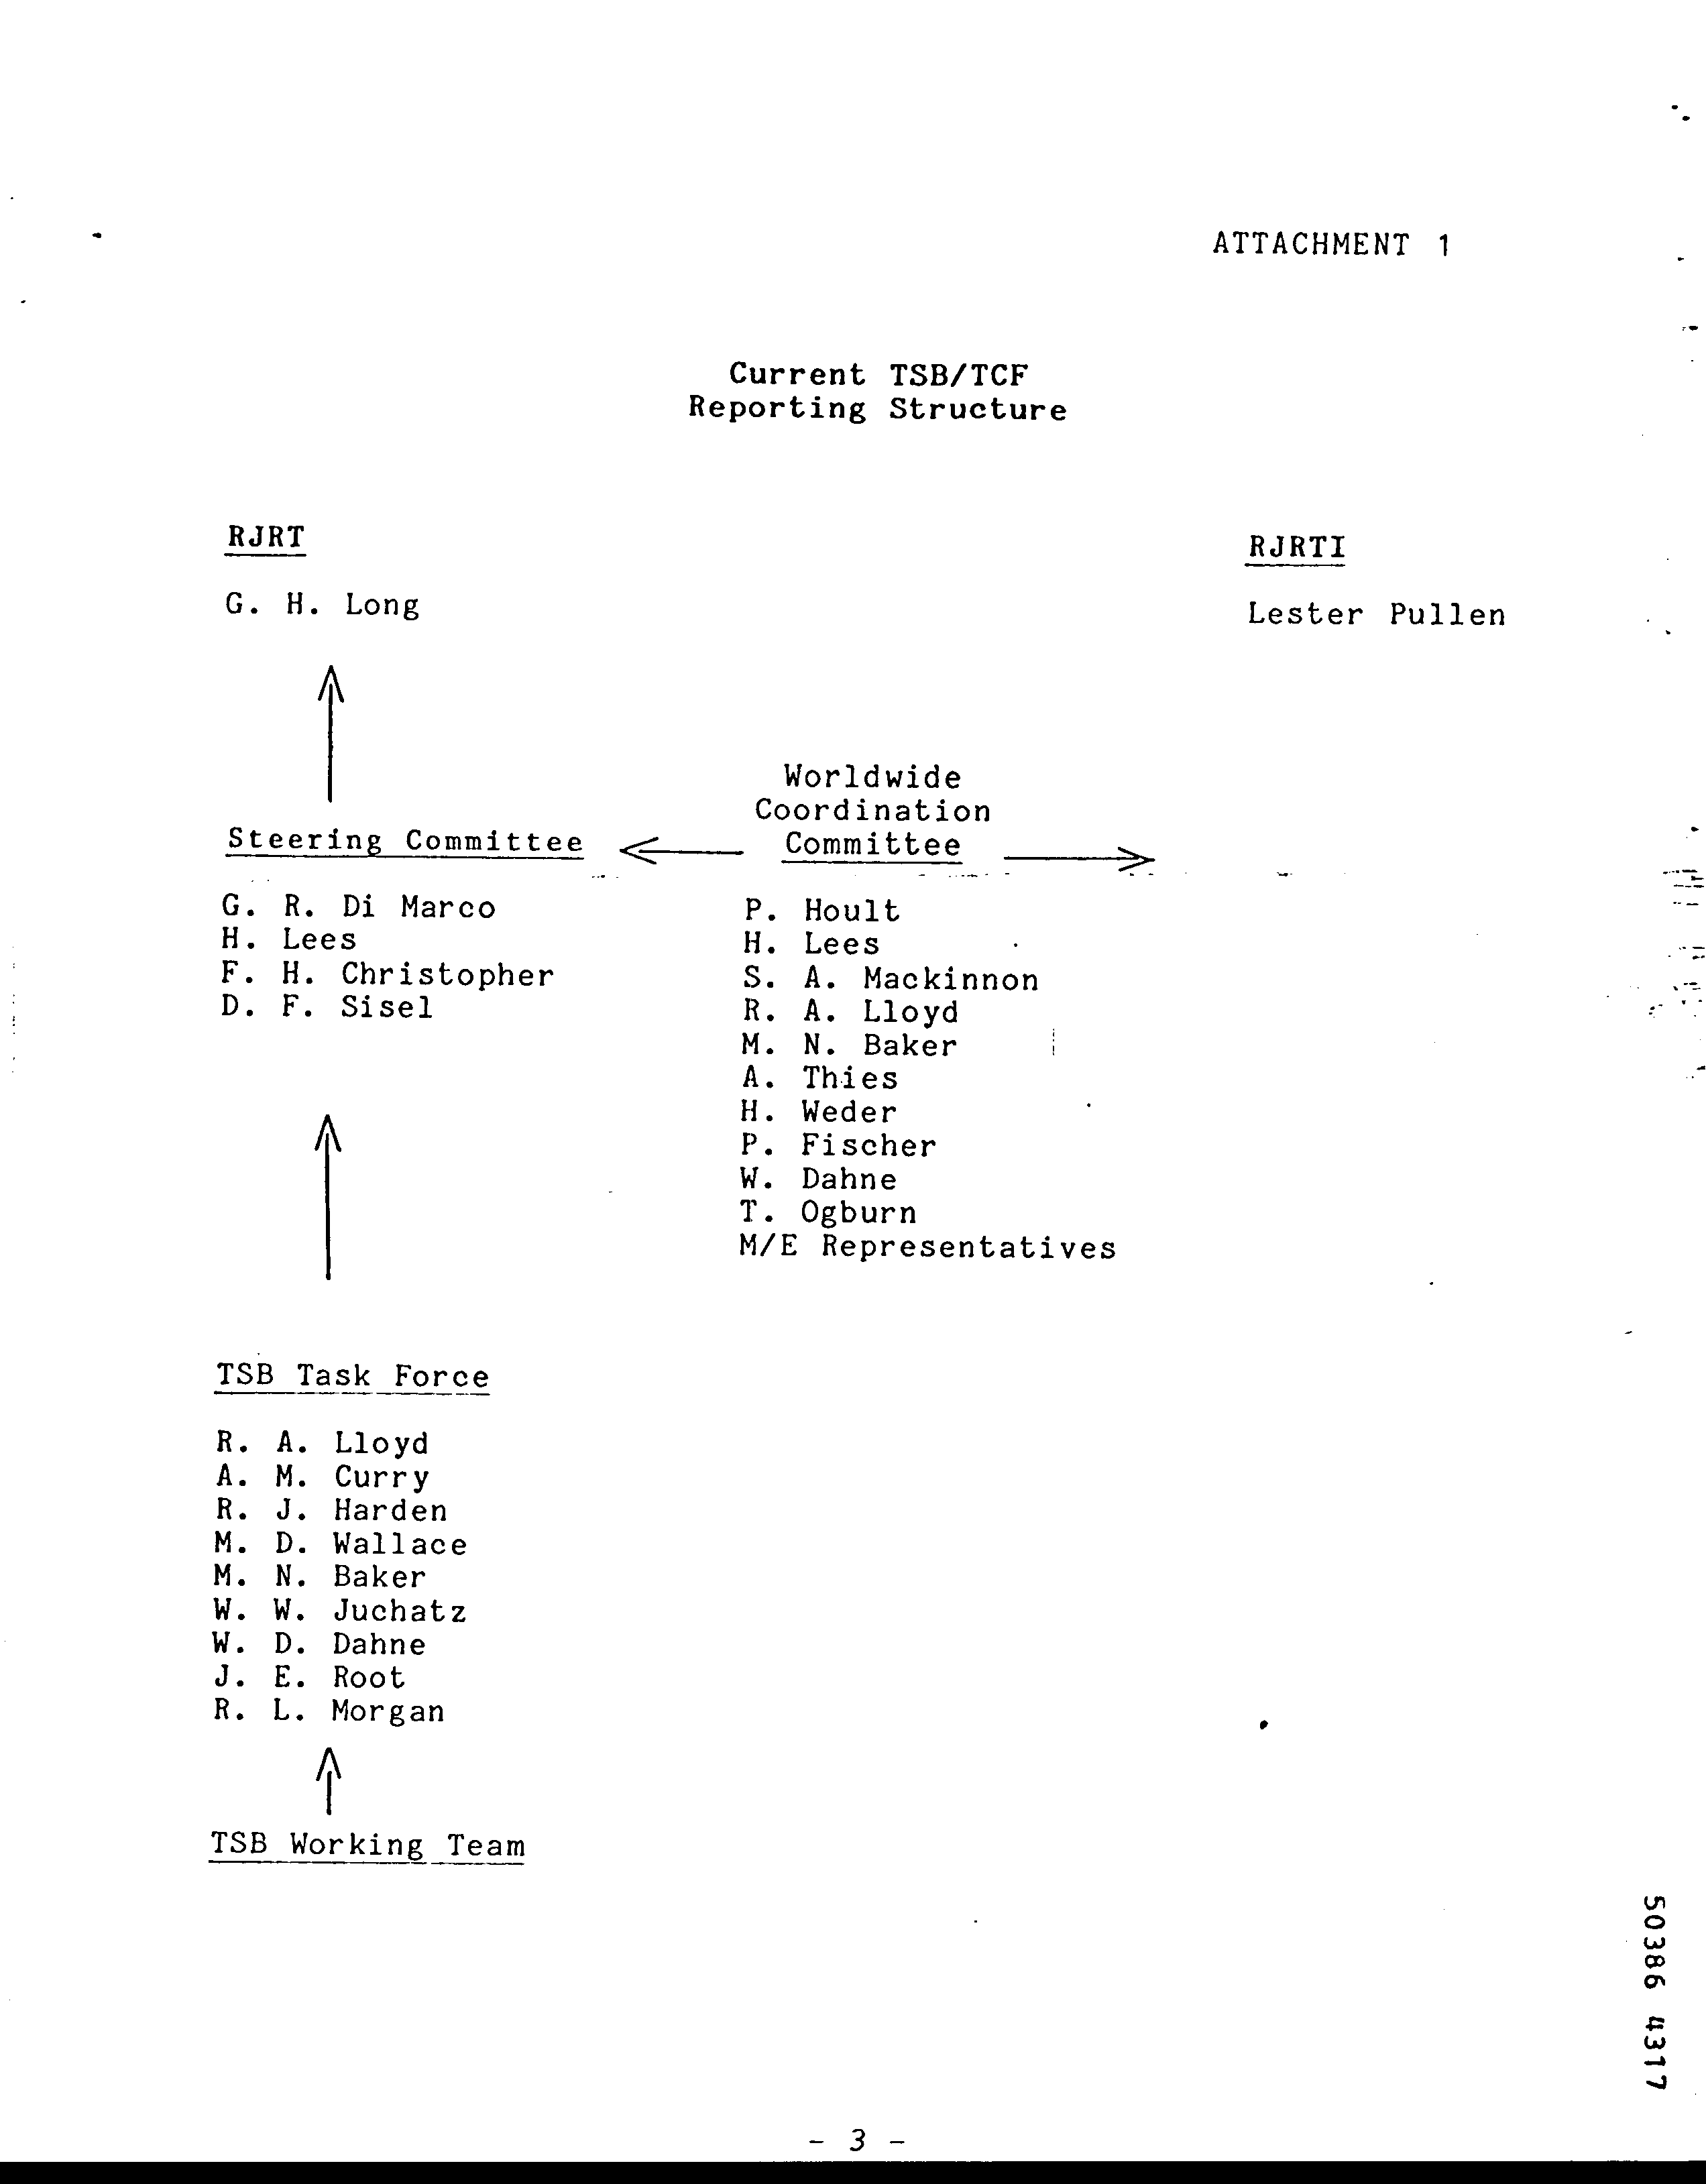 ATTACHMENT 1
Current TSB/TCF
Reporting Structure
RJRT
RJRTI
G. H. Long
Lester Pullen
Worldwide
Coordination
Committee
Steering Committee
G. R. Di Marco
H. Lees
F. H. Christopher
D. F. Sisel
P. Hoult
H. Lees
S. A. Mackinnon
R. A. Lloyd
M. N. Baker
A. Thies
H. Weder
P. Fischer
W. Dahne
T. Ogburn
M/E Representatives
TSB Task Force
R. A. Lloyd
A. M. Curry
R. J. Harden
M. D. Wallace
M. N. Baker
W. W. Juchatz
W. D. Dahne
J. E. Root
R. L. Morgan
TSB Working Team
50386 4317
- 3 -